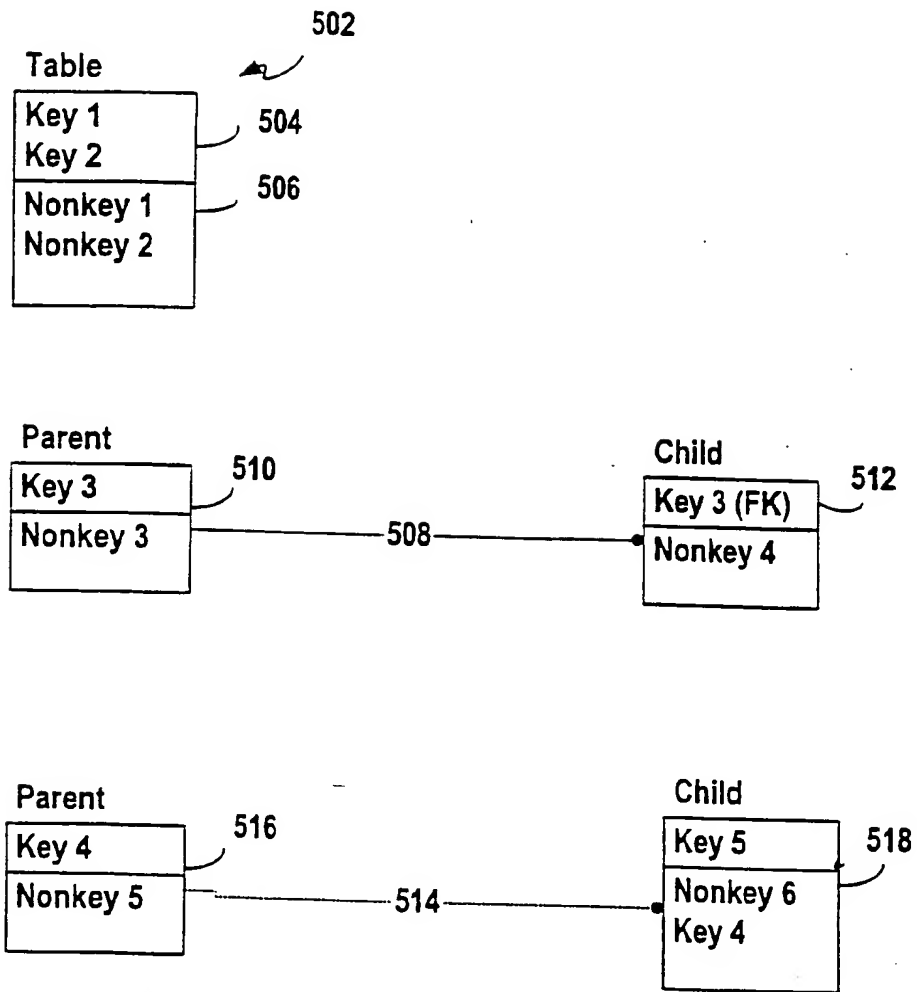 502
Table
Key 1
Key 2
504
Nonkey 1
Nonkey 2
506
Parent
Key 3
510
Nonkey 3
508
Child
Key 3 (FK)
512
Nonkey 4
Parent
Key 4
516
Nonkey 5
514
Child
Key 5
518
Nonkey 6
Key 4